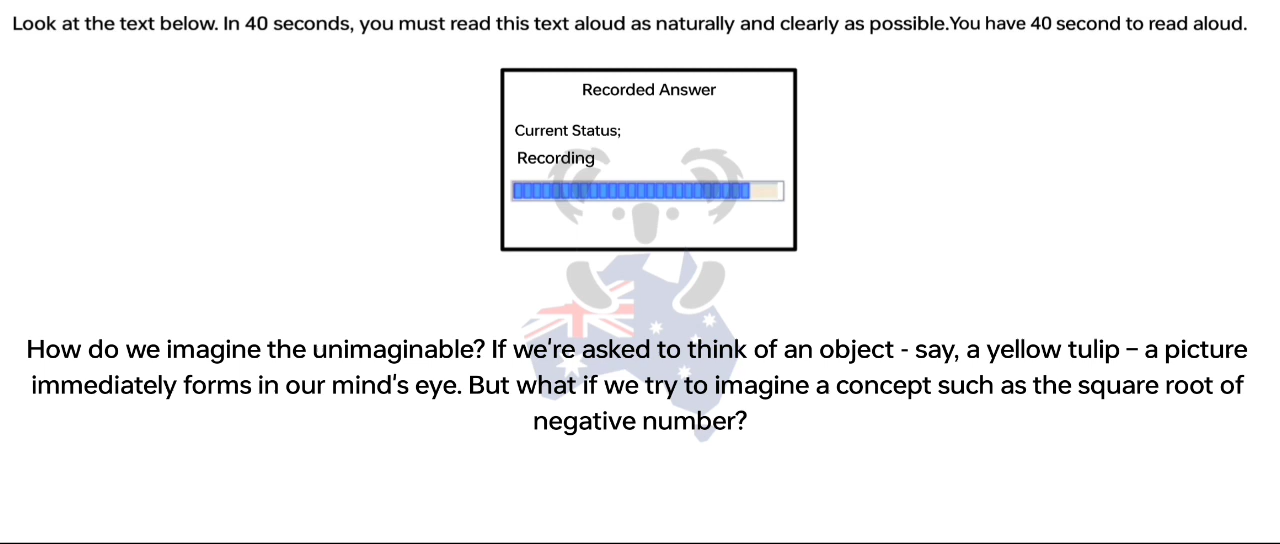 Look at the text below. In 40 seconds, you must read this text aloud as naturally and clearly as possible.You have 40 second to read aloud.
Recorded Answer
Current Status;
Recording
How do we imagine the unimaginable? If we're asked to think of an object - say, a yellow tulip – a picture
immediately forms in our mind's eye. But what if we try to imagine a concept such as the square root of
negative number?